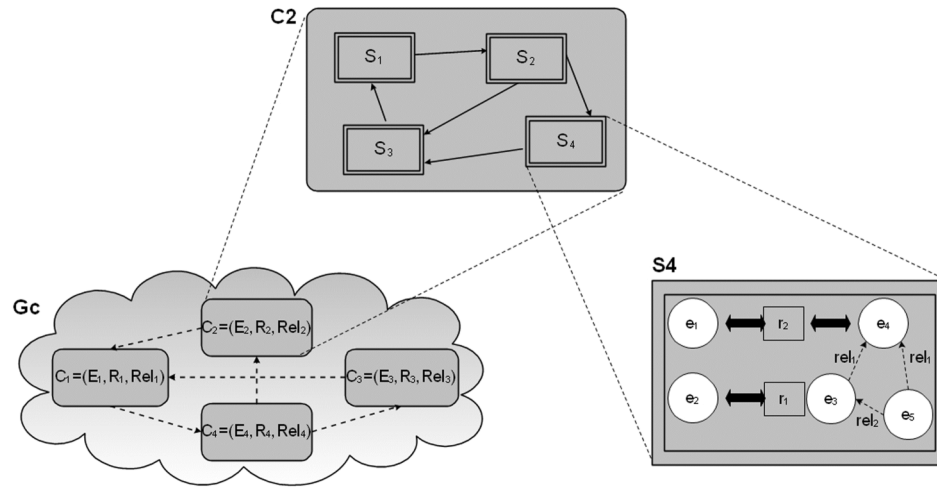 C2
S₁
S₂
S₃
S₄
Gc
C₂=(E₂, R₂, Rel₂)
C₁=(E₁, R₁, Rel₁)
C₃=(E₃, R₃, Rel₃)
C₄=(E₄, R₄, Rel₄)
S4
e₁
r₂
e₄
rel₁
rel₁
e₂
r₁
e₃
e₅
rel₂